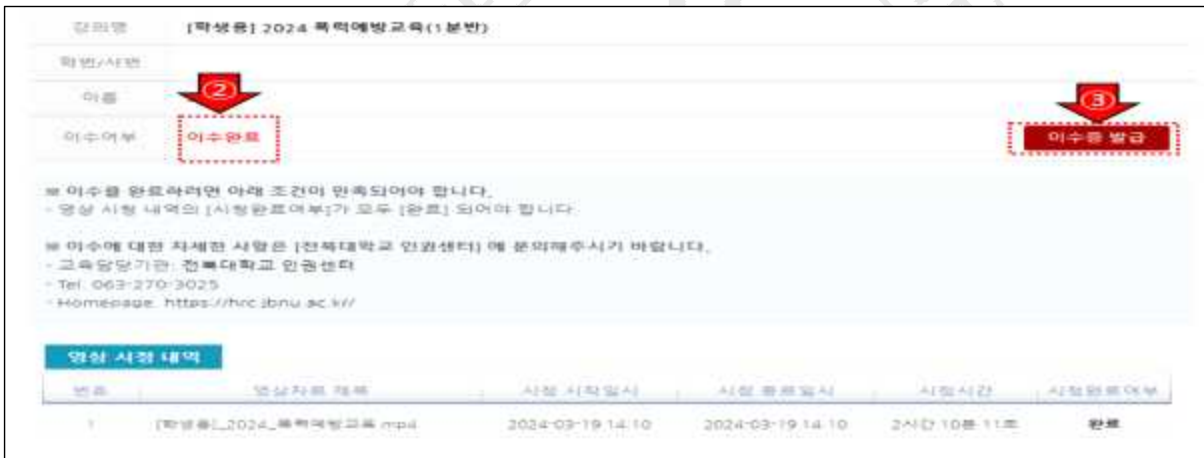 강의명 [학생용] 2024 폭력예방교육(1분반)
학번/사번
이름
②
③
이수여부 이수완료 이수증 발급
※ 이수를 완료하려면 아래 조건이 만족되어야 합니다.
- 영상 시청 내역의 [시청완료여부]가 모두 [완료] 되어야 합니다
※ 이수에 대한 자세한 사항은 [전북대학교 인권센터] 에 문의해주시기 바랍니다.
- 교육담당기관: 전북대학교 인권센터
- Tel. 063-270-3025
- Homepage. https://hrc.jbnu.ac.kr//
영상 시청 내역
번호 영상자료 제목 시청 시작일시 시청 종료일시 시청시간 시청완료여부
1 [학생용]_2024_폭력예방교육.mp4 2024-03-19 14:10 2024-03-19 14:10 2시간 10분 11초 완료